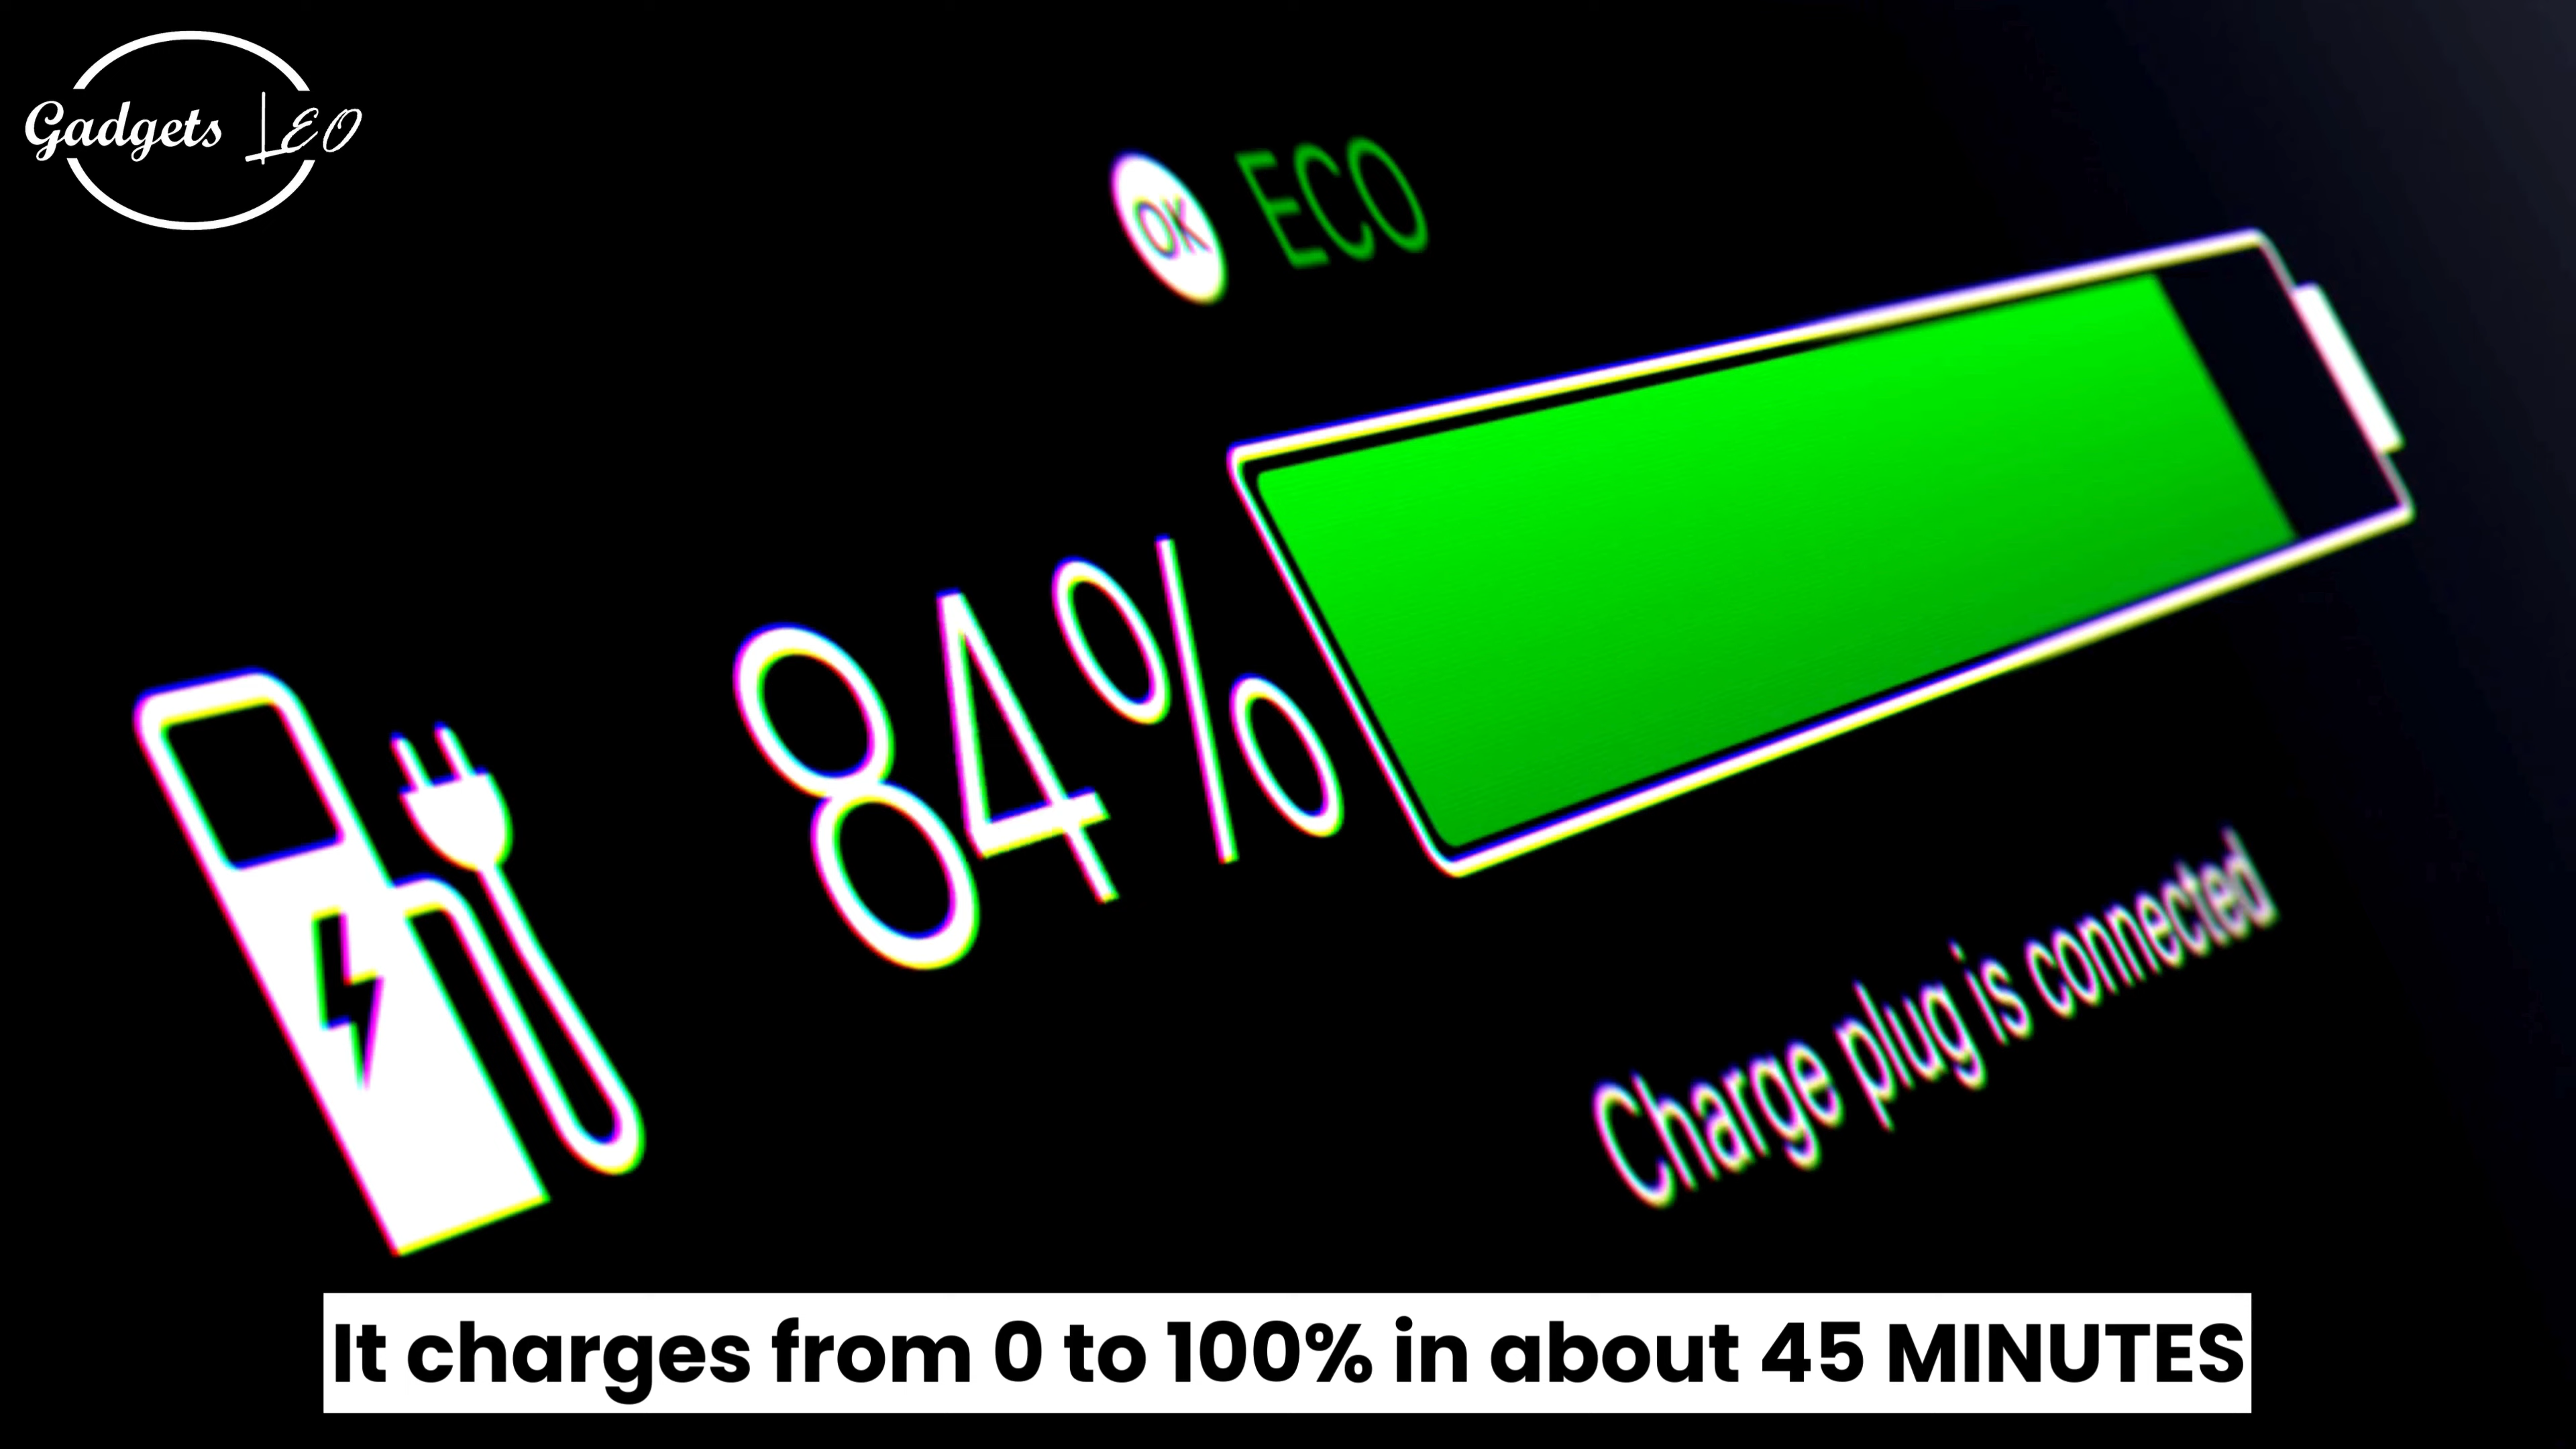 Gadgets LEO
OK ECO
84%
Charge plug is connected
It charges from 0 to 100% in about 45 MINUTES